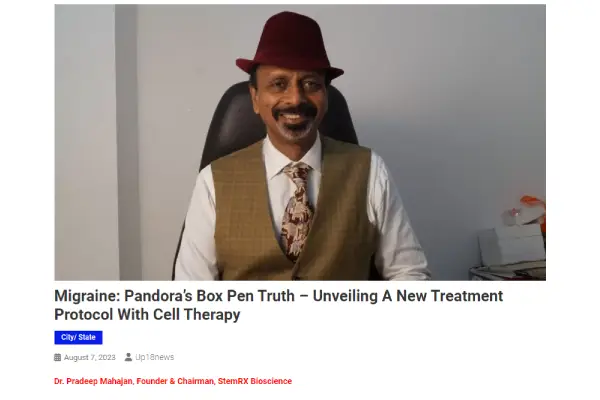 Migraine: Pandora's Box Pen Truth – Unveiling A New Treatment
Protocol With Cell Therapy
City/ State
August 7, 2023 Up18news
Dr. Pradeep Mahajan, Founder & Chairman, StemRX Bioscience